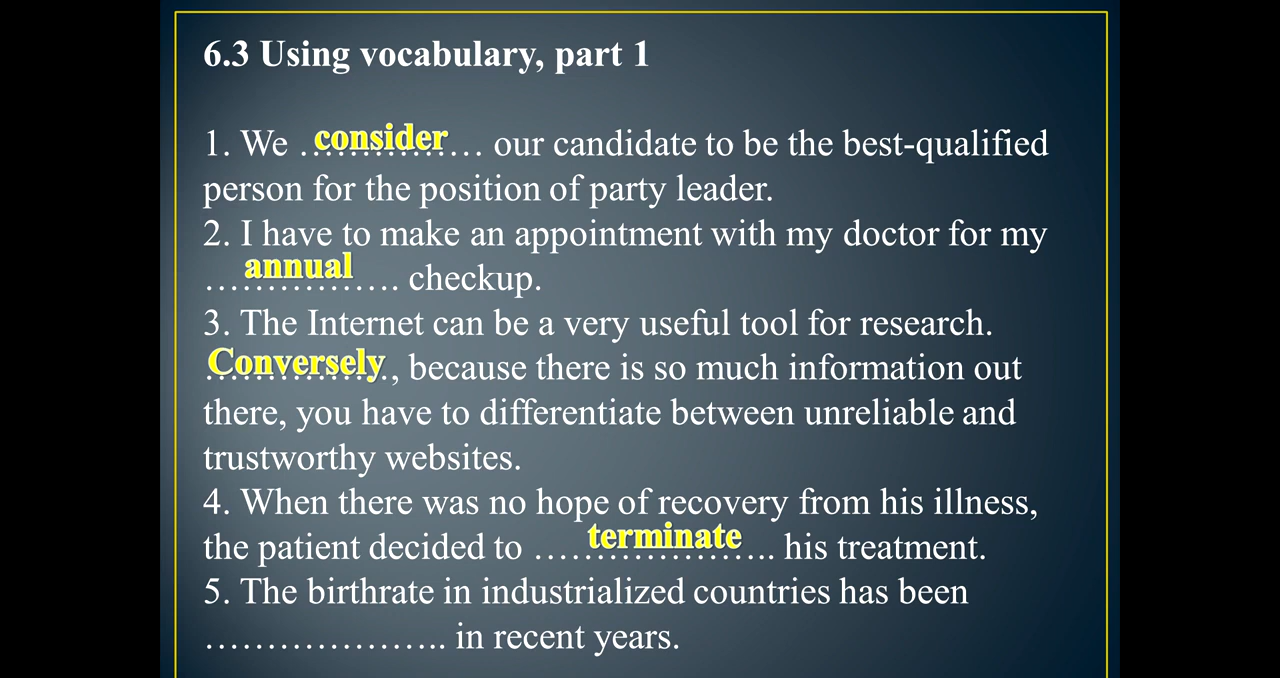 6.3 Using vocabulary, part 1
1. We …consider… our candidate to be the best-qualified
person for the position of party leader.
2. I have to make an appointment with my doctor for my
…annual…. checkup.
3. The Internet can be a very useful tool for research.
Conversely, because there is so much information out
there, you have to differentiate between unreliable and
trustworthy websites.
4. When there was no hope of recovery from his illness,
the patient decided to …terminate….. his treatment.
5. The birthrate in industrialized countries has been
……………….. in recent years.